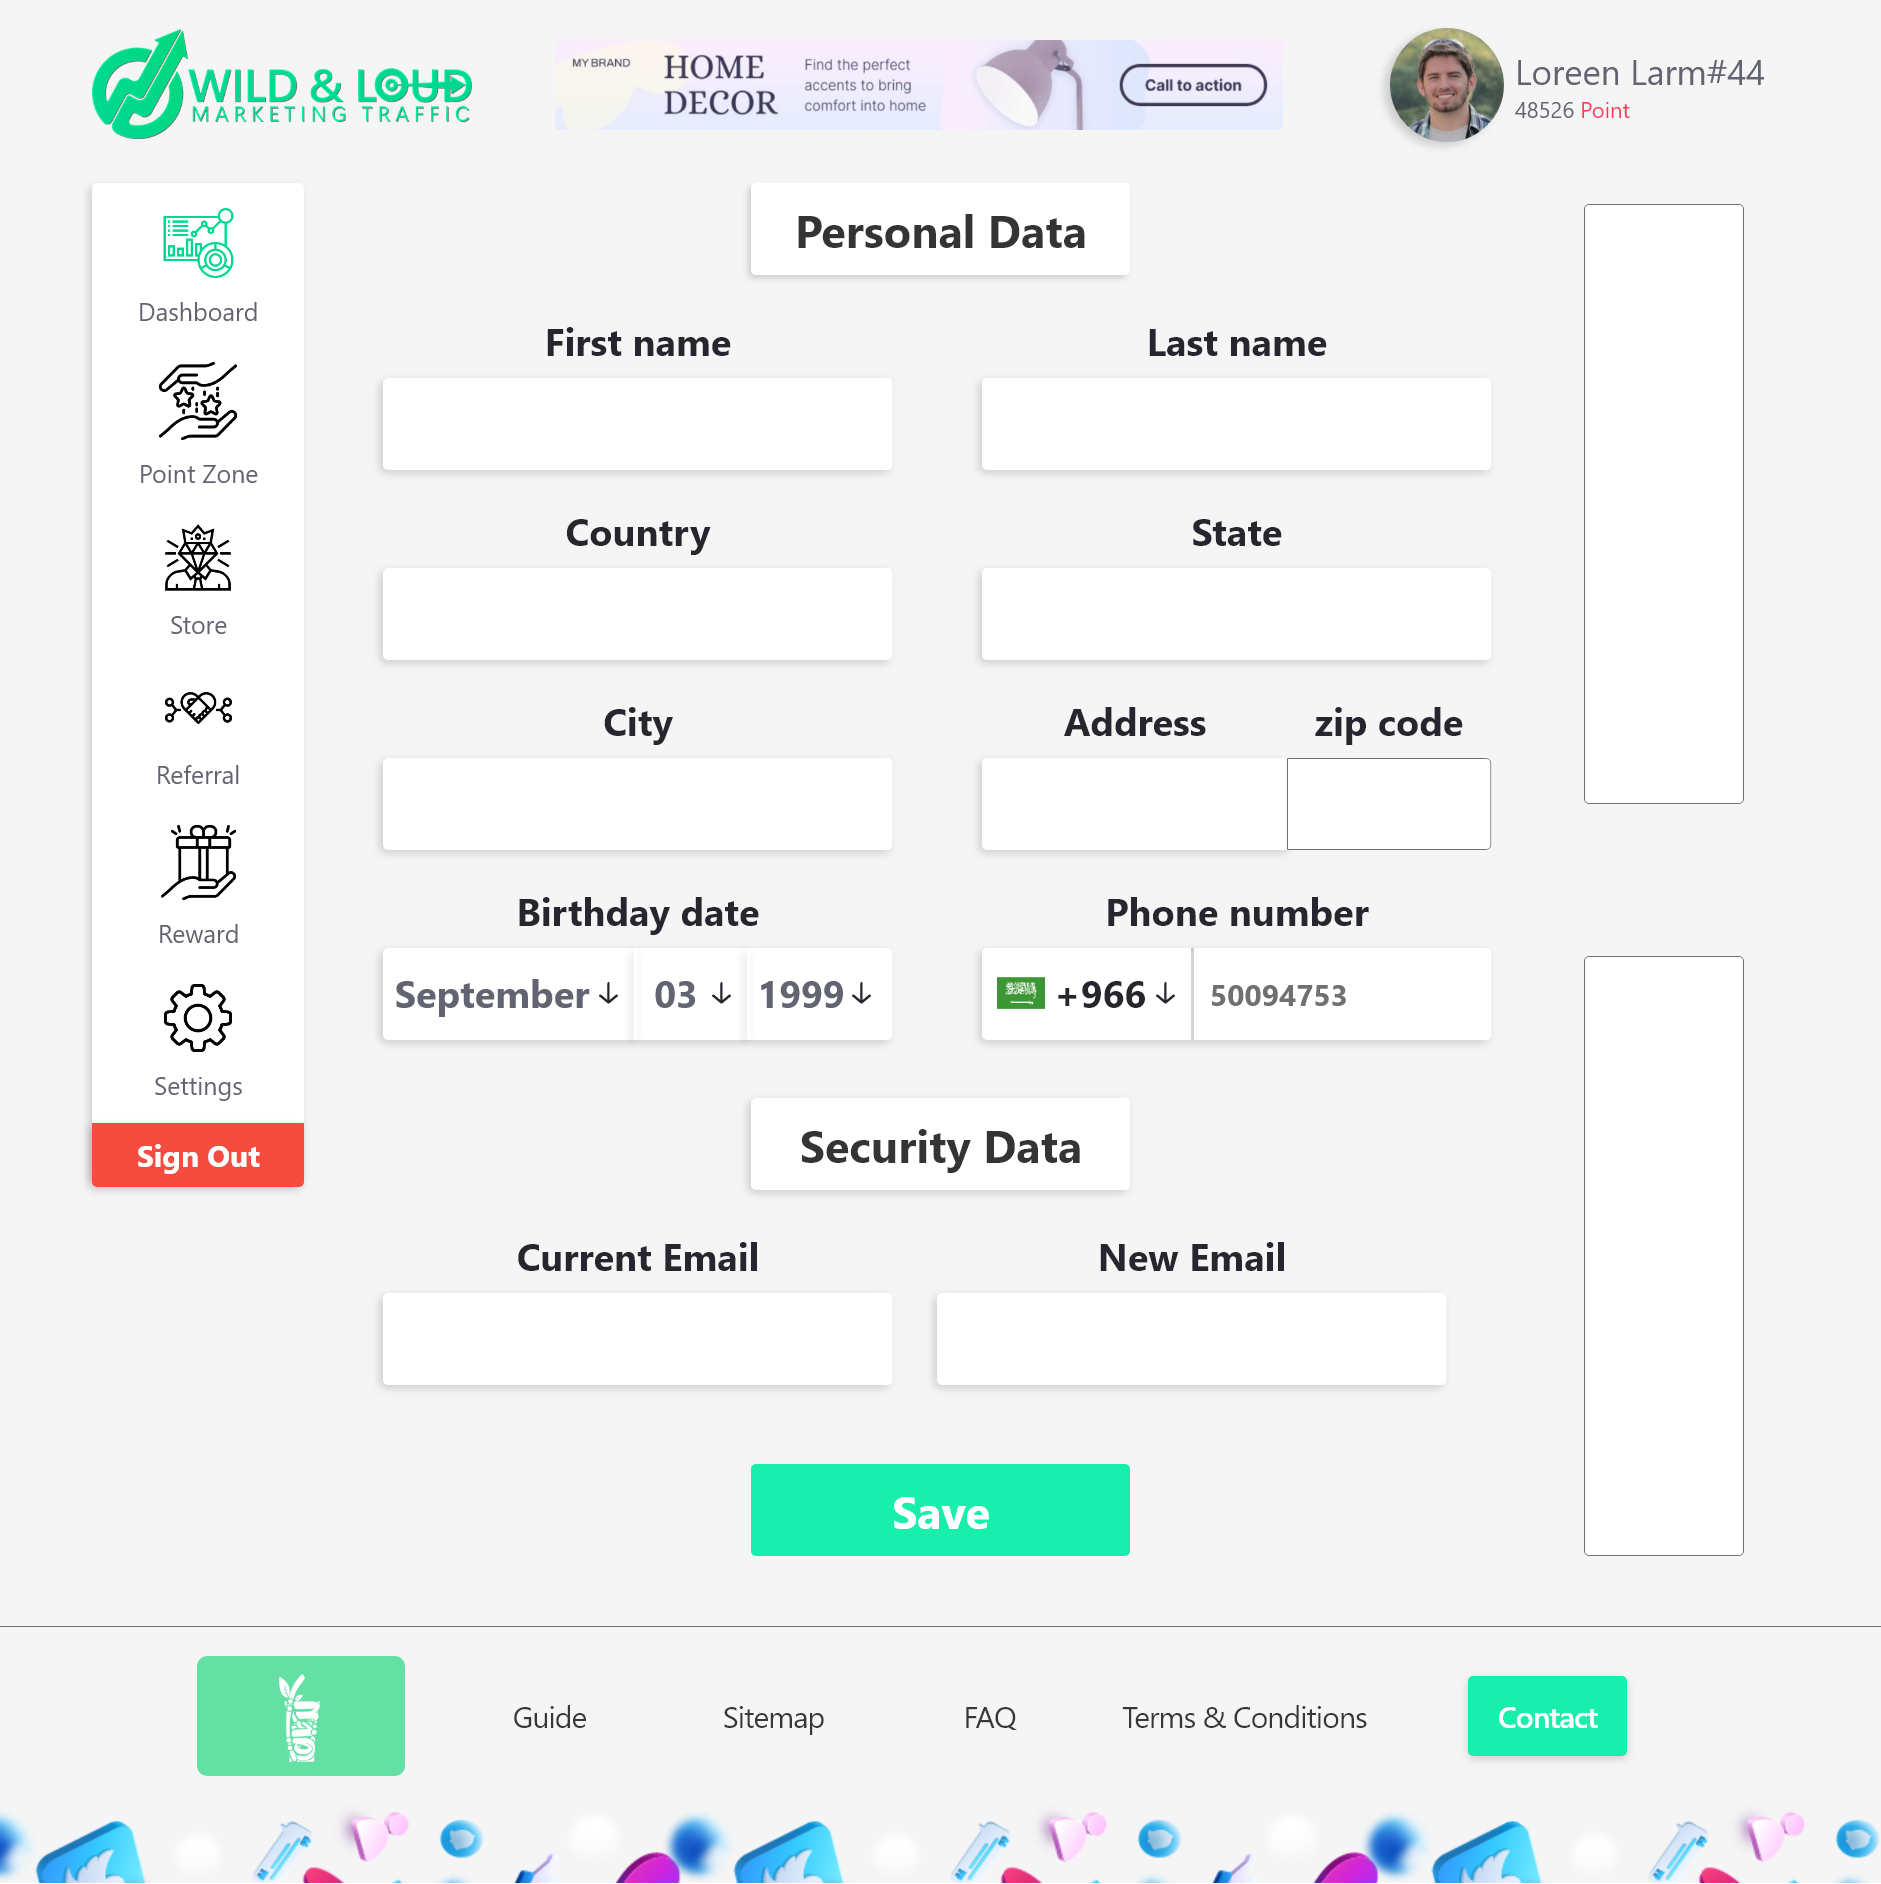 WILD & LOUD
MARKETING TRAFFIC
MY BRAND
HOME
DECOR
Find the perfect
accents to bring
comfort into home
Call to action
Loreen Larm#44
48526 Point
Dashboard
Point Zone
Store
Referral
Reward
Settings
Sign Out
Personal Data
First name
Last name
Country
State
City
Address
zip code
Birthday date
Phone number
September
03
1999
+966
50094753
Security Data
Current Email
New Email
Save
Guide
Sitemap
FAQ
Terms & Conditions
Contact